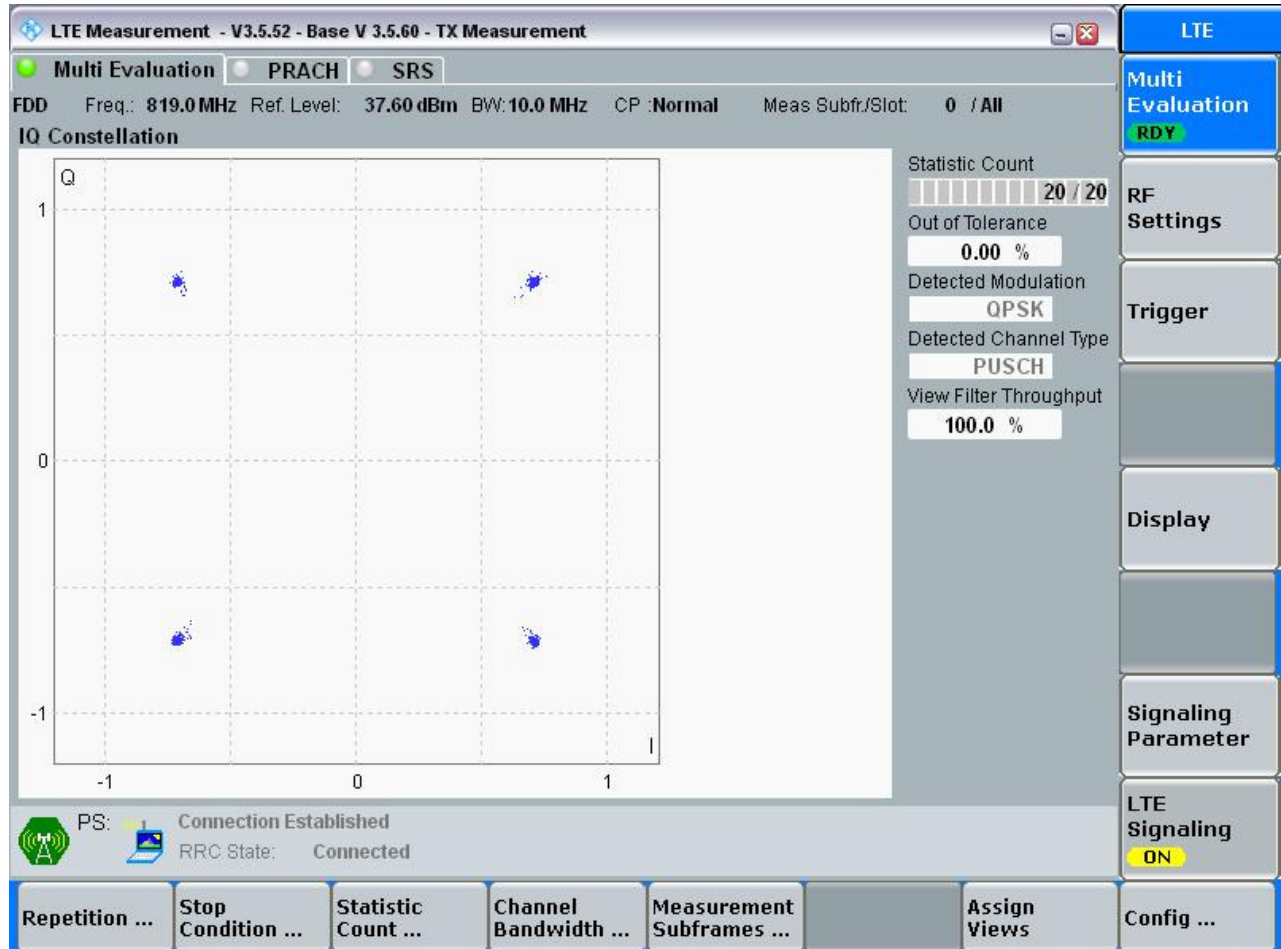 LTE Measurement - V3.5.52 - Base V 3.5.60 - TX Measurement
LTE
Multi Evaluation PRACH SRS
FDD Freq.: 819.0 MHz Ref. Level: 37.60 dBm BW: 10.0 MHz CP :Normal Meas Subfr./Slot: 0 / All
IQ Constellation
Q
1
0
-1
I
-1 0 1
Statistic Count
20 / 20
Out of Tolerance
0.00 %
Detected Modulation
QPSK
Detected Channel Type
PUSCH
View Filter Throughput
100.0 %
Multi
Evaluation
RDY
RF
Settings
Trigger
Display
Signaling
Parameter
LTE
Signaling
ON
PS: Connection Established
RRC State: Connected
Repetition ...
Stop
Condition ...
Statistic
Count ...
Channel
Bandwidth ...
Measurement
Subframes ...
Assign
Views
Config ...